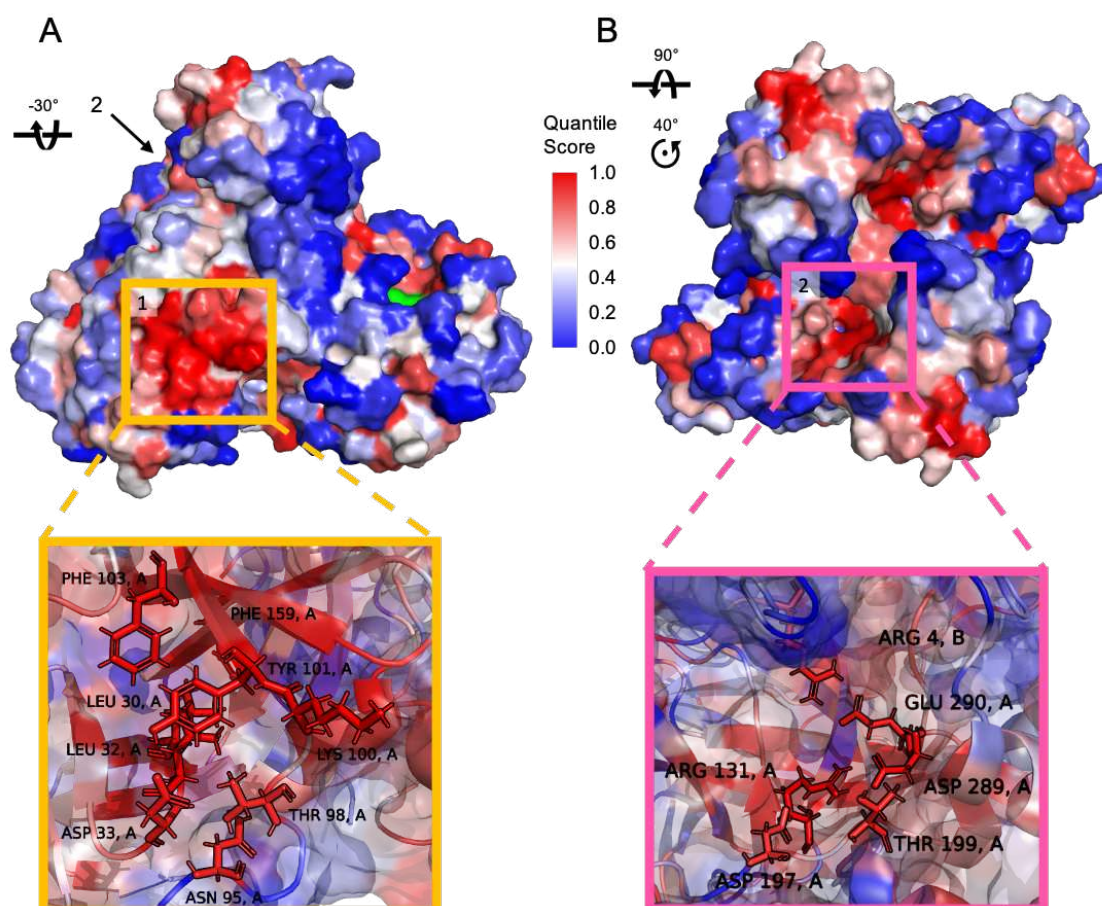 A
-30°
2
1
Quantile
Score
1.0
0.8
0.6
0.4
0.2
0.0
B
90°
40°
2
PHE 103, A
PHE 159, A
TYR 101, A
LEU 30, A
LEU 32, A
LYS 100, A
ASP 33, A
THR 98, A
ASN 95, A
ARG 4, B
GLU 290, A
ARG 131, A
ASP 289, A
THR 199, A
ASP 197, A